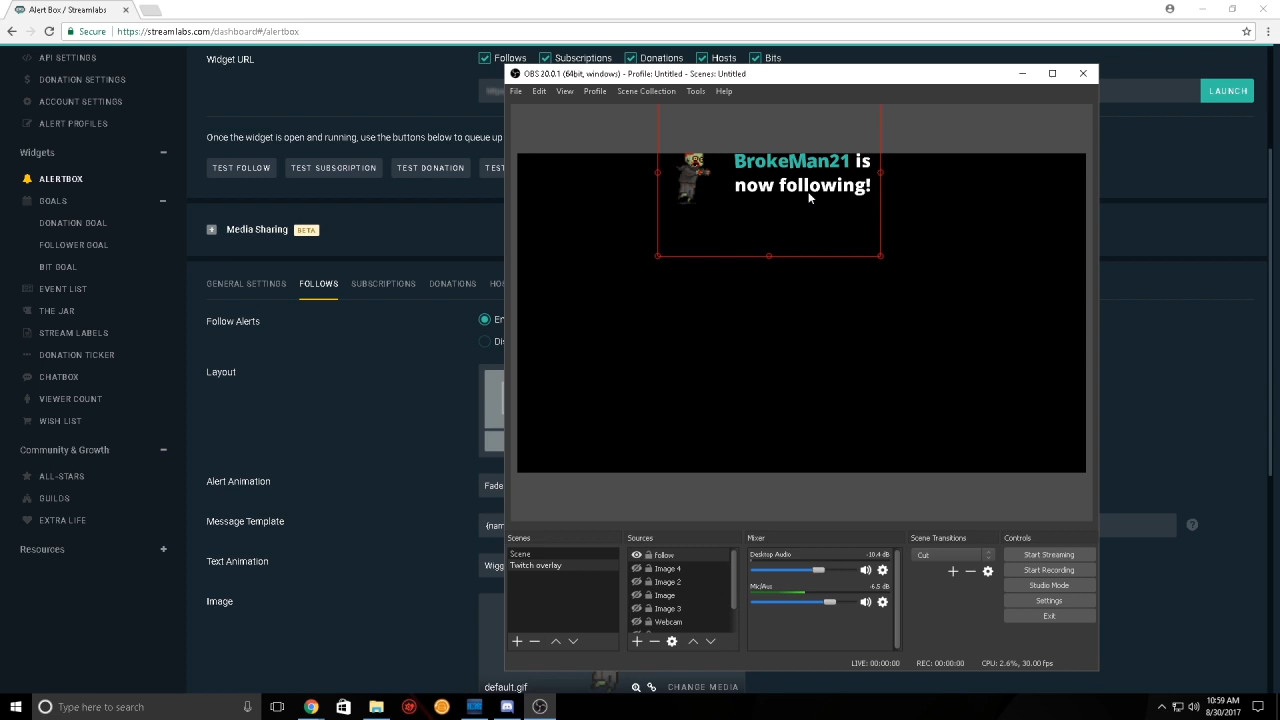 Alert Box / Streamlabs
Secure
https://streamlabs.com/dashboard#/alertbox
API SETTINGS
DONATION SETTINGS
ACCOUNT SETTINGS
ALERT PROFILES
Widgets
ALERTBOX
GOALS
DONATION GOAL
FOLLOWER GOAL
BIT GOAL
EVENT LIST
THE JAR
STREAM LABELS
DONATION TICKER
CHATBOX
VIEWER COUNT
WISH LIST
Community & Growth
ALL-STARS
GUILDS
EXTRA LIFE
Resources
Widget URL
Follows Subscriptions Donations Hosts Bits
LAUNCH
Once the widget is open and running, use the buttons below to queue up
TEST FOLLOW TEST SUBSCRIPTION TEST DONATION
Media Sharing BETA
GENERAL SETTINGS FOLLOWS SUBSCRIPTIONS DONATIONS
Follow Alerts
Layout
Alert Animation
Fade
Message Template
{nam
Text Animation
Wigg
Image
default.gif
CHANGE MEDIA
OBS 20.0.1 (64bit, windows) - Profile: Untitled - Scenes: Untitled
File Edit View Profile Scene Collection Tools Help
BrokeMan21 is
now following!
Scenes
Scene
Twitch overlay
Sources
follow
Image 4
Image 2
Image
Image 3
Webcam
Mixer
Desktop Audio -10.4 dB
Mic/Aux -6.5 dB
Scene Transitions
Cut
Controls
Start Streaming
Start Recording
Studio Mode
Settings
Exit
LIVE: 00:00:00 REC: 00:00:00 CPU: 2.6%, 30.00 fps
Type here to search
10:59 AM
8/30/2017